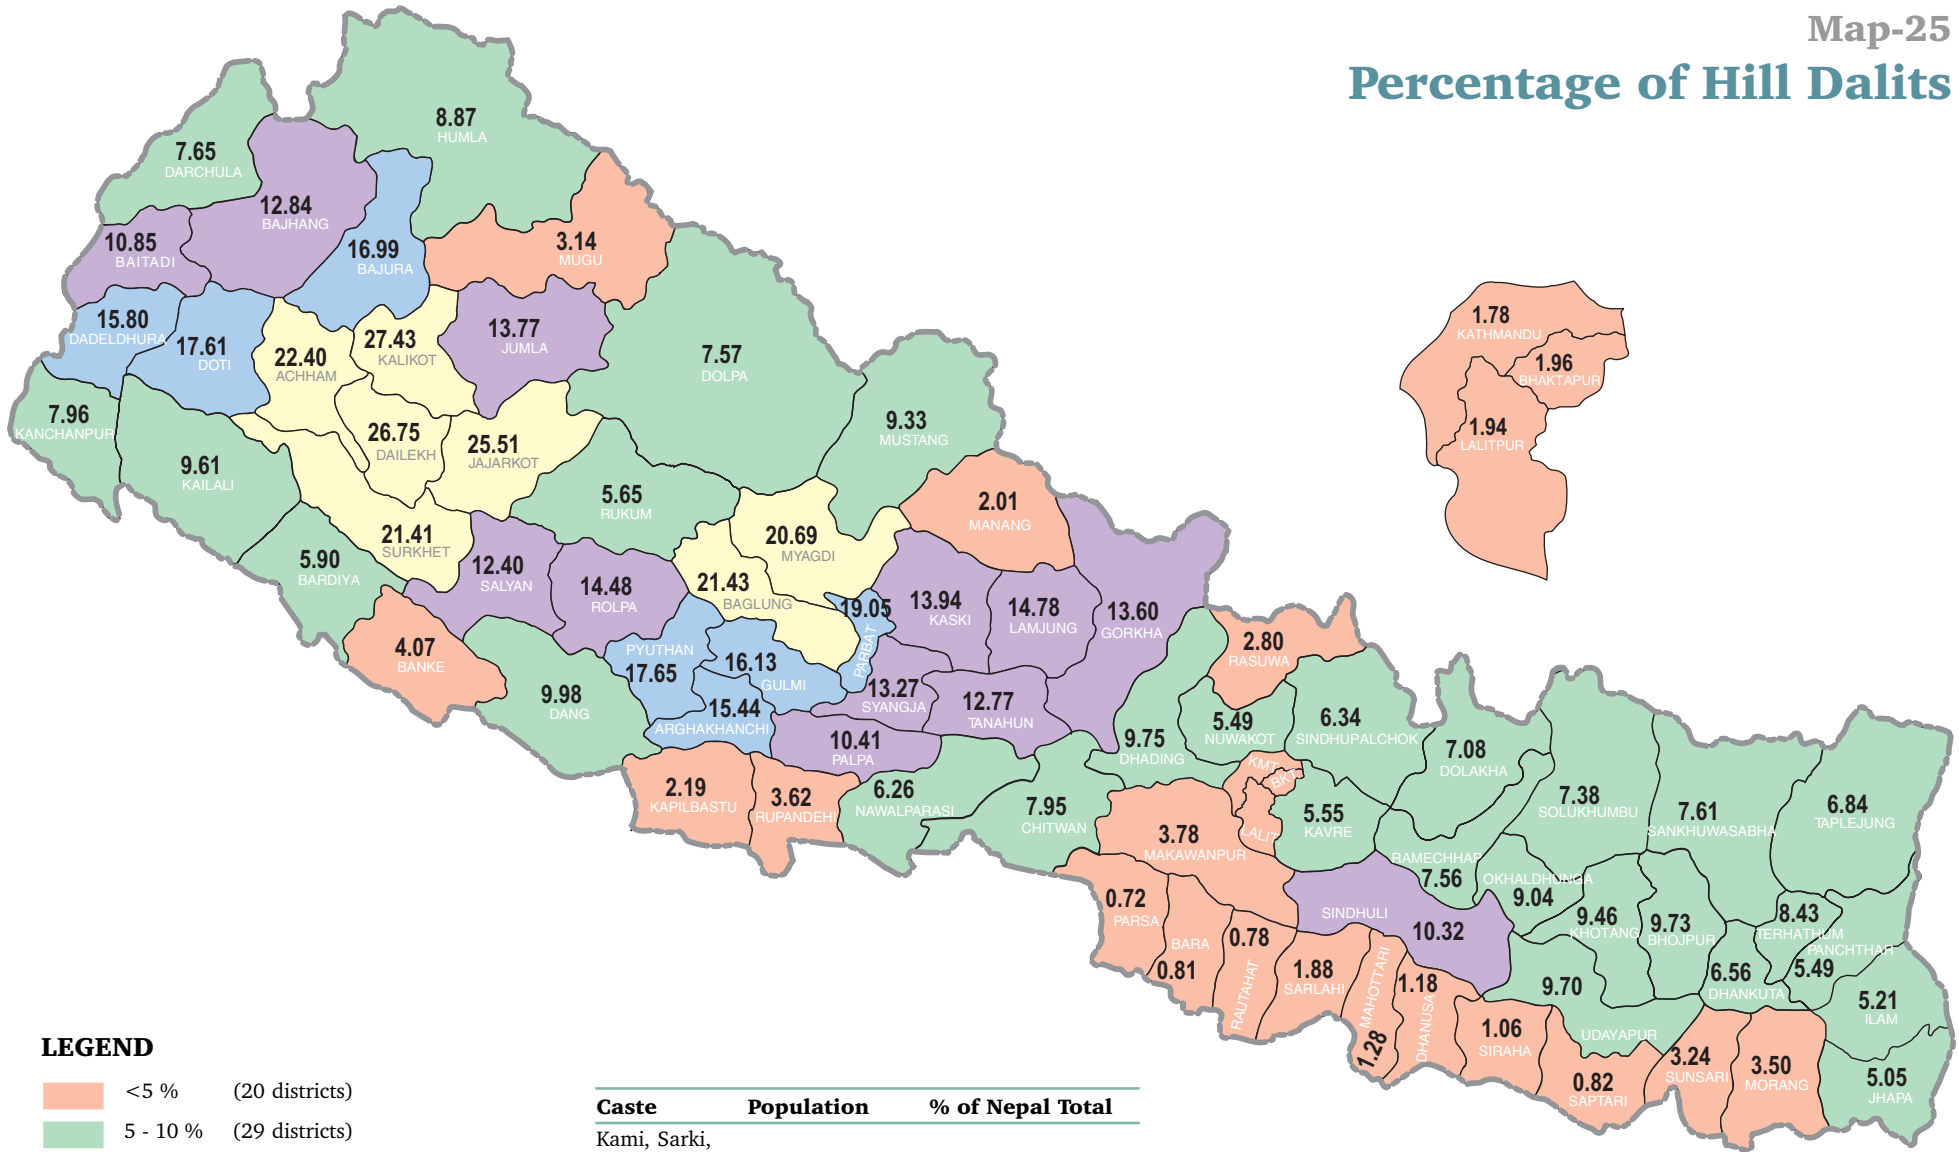 Map-25
Percentage of Hill Dalits
8.87
HUMLA
7.65
DARCHULA
12.84
BAJHANG
10.85
BAITADI
16.99
BAJURA
3.14
MUGU
15.80
DADELDHURA
17.61
DOTI
22.40
ACHHAM
27.43
KALIKOT
13.77
JUMLA
7.57
DOLPA
7.96
KANCHANPUR
9.61
KAILALI
26.75
DAILEKH
25.51
JAJARKOT
9.33
MUSTANG
5.65
RUKUM
2.01
MANANG
21.41
SURKHET
20.69
MYAGDI
5.90
BARDIYA
12.40
SALYAN
14.48
ROLPA
21.43
BAGLUNG
19.05
PARBAT
13.94
KASKI
14.78
LAMJUNG
13.60
GORKHA
4.07
BANKE
PYUTHAN
17.65
16.13
GULMI
9.98
DANG
15.44
ARGHAKHANCHI
13.27
SYANGJA
12.77
TANAHUN
10.41
PALPA
2.19
KAPILBASTU
3.62
RUPANDEHI
6.26
NAWALPARASI
7.95
CHITWAN
9.75
DHADING
2.80
RASUWA
5.49
NUWAKOT
6.34
SINDHUPALCHOK
KMT.
BKT.
LALIT.
5.55
KAVRE
7.08
DOLAKHA
3.78
MAKAWANPUR
RAMECHHAP
7.56
7.38
SOLUKHUMBU
7.61
SANKHUWASABHA
6.84
TAPLEJUNG
OKHALDHUNGA
9.04
9.46
KHOTANG
9.73
BHOJPUR
8.43
TERHATHUM
PANCHTHAR
5.49
6.56
DHANKUTA
5.21
ILAM
0.72
PARSA
BARA
0.81
0.78
RAUTAHAT
1.88
SARLAHI
MAHOTTARI
1.28
SINDHULI
10.32
1.18
DHANUSA
1.06
SIRAHA
9.70
UDAYAPUR
0.82
SAPTARI
3.24
SUNSARI
3.50
MORANG
5.05
JHAPA
1.78
KATHMANDU
1.96
BHAKTAPUR
1.94
LALITPUR
LEGEND
<5 % (20 districts)
5 - 10 % (29 districts)
Caste Population % of Nepal Total
Kami, Sarki,